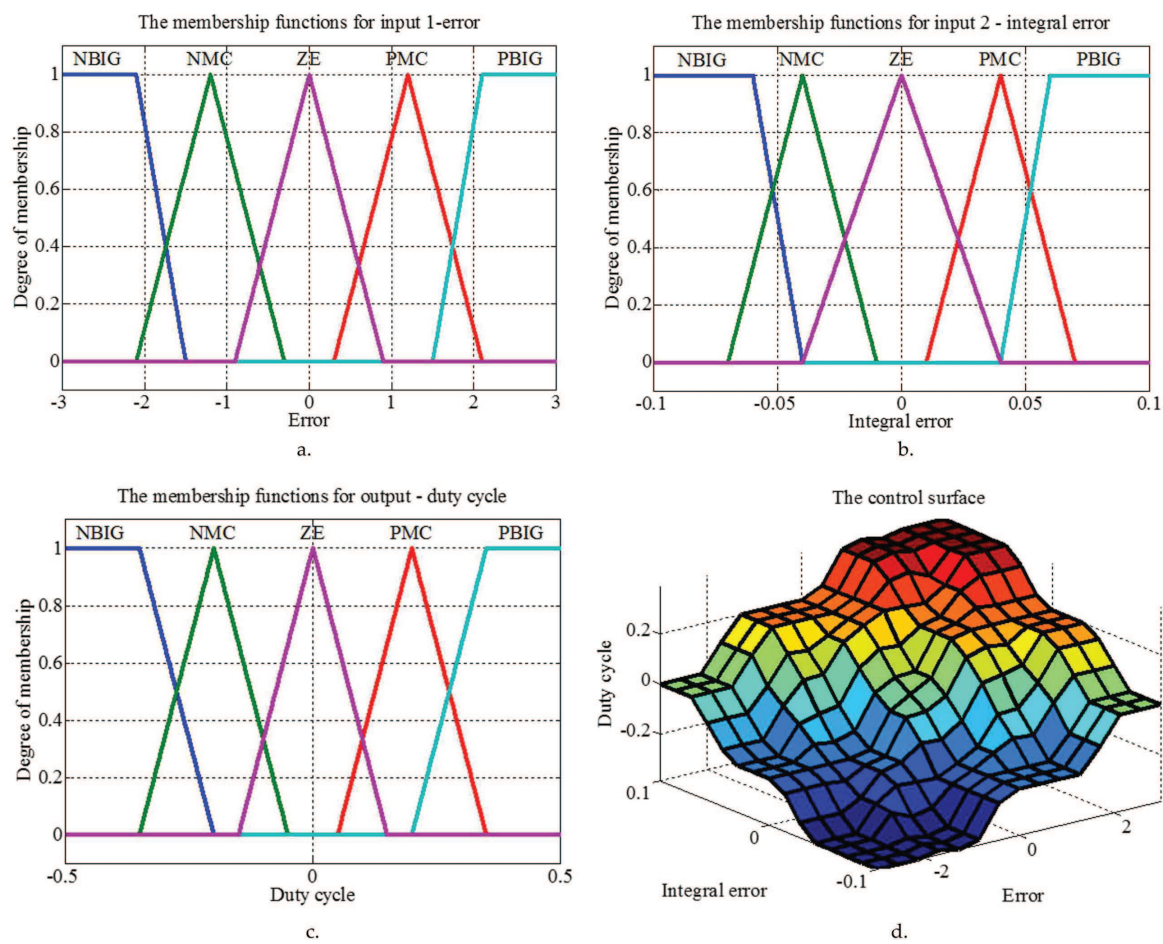 The membership functions for input 1-error
NBIG NMC ZE PMC PBIG
1
0.8
0.6
0.4
0.2
0
Degree of membership
-3 -2 -1 0 1 2 3
Error
a.
The membership functions for input 2 - integral error
NBIG NMC ZE PMC PBIG
1
0.8
0.6
0.4
0.2
0
Degree of membership
-0.1 -0.05 0 0.05 0.1
Integral error
b.
The membership functions for output - duty cycle
NBIG NMC ZE PMC PBIG
1
0.8
0.6
0.4
0.2
0
Degree of membership
-0.5 0 0.5
Duty cycle
c.
The control surface
0.2
0
-0.2
Duty cycle
0.1
0
-0.1
Integral error
-2
0
2
Error
d.